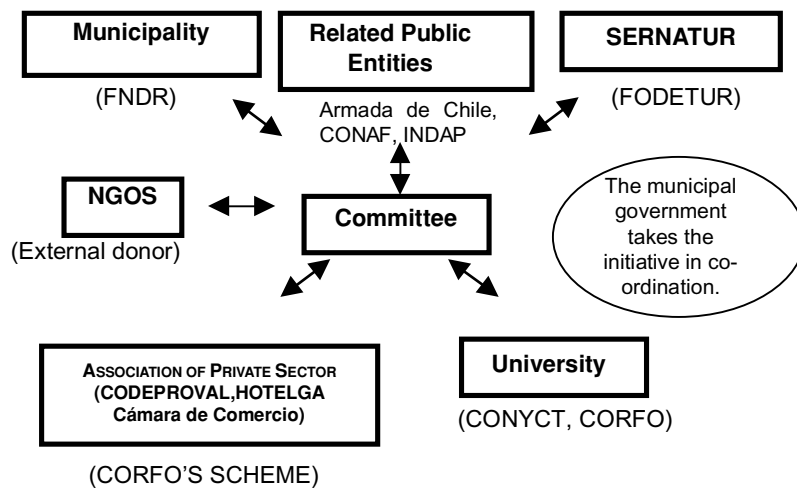 Municipality
(FNDR)
Related Public
Entities
Armada de Chile,
CONAF, INDAP
SERNATUR
(FODETUR)
NGOS
(External donor)
Committee
The municipal
government
takes the
initiative in co-
ordination.
ASSOCIATION OF PRIVATE SECTOR
(CODEPROVAL,HOTELGA
Cámara de Comercio)
(CORFO'S SCHEME)
University
(CONYCT, CORFO)